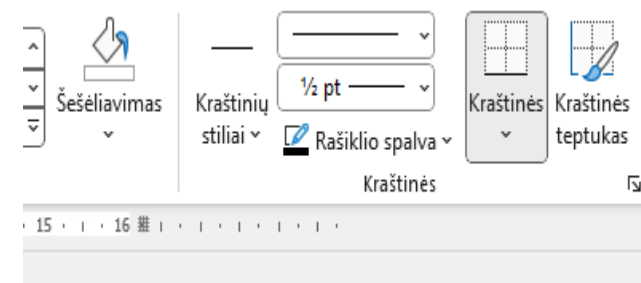 Šešėliavimas
Kraštinių
stiliai
½ pt
Rašiklio spalva
Kraštinės
Kraštinės
teptukas
Kraštinės
15 16